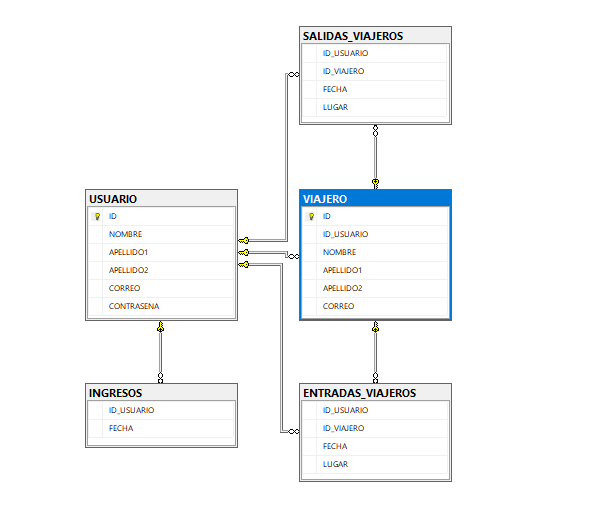 SALIDAS_VIAJEROS
ID_USUARIO
ID_VIAJERO
FECHA
LUGAR
USUARIO
ID
NOMBRE
APELLIDO1
APELLIDO2
CORREO
CONTRASENA
VIAJERO
ID
ID_USUARIO
NOMBRE
APELLIDO1
APELLIDO2
CORREO
INGRESOS
ID_USUARIO
FECHA
ENTRADAS_VIAJEROS
ID_USUARIO
ID_VIAJERO
FECHA
LUGAR